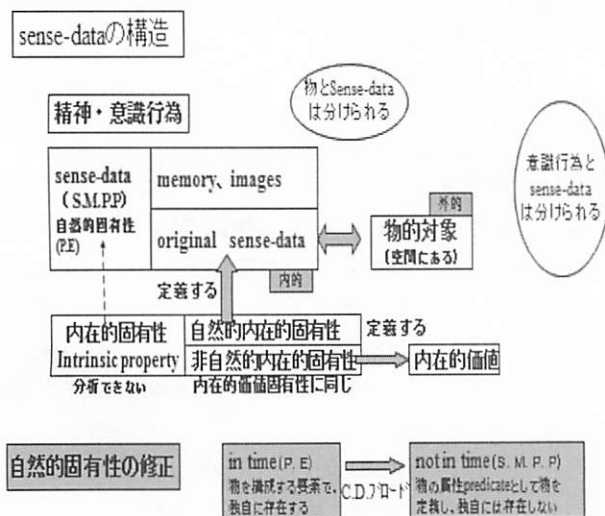 sense-dataの構造
物とSense-data
は分けられる
精神・意識行為
意識行為と
sense-data
は分けられる
sense-data
(S.M.P.P)
自然的固有性
(P.E)
memory、images
original sense-data
外的
物的対象
(空間にある)
内的
定義する
内在的固有性
Intrinsic property
分析できない
自然的内在的固有性
非自然的内在的固有性
内在的価値固有性に同じ
定義する
内在的価値
自然的固有性の修正
in time (P. E)
物を構成する要素で、
独自に存在する
C.D.ブロード
not in time (S. M. P. P)
物の属性predicateとして物を
定義し、独自には存在しない